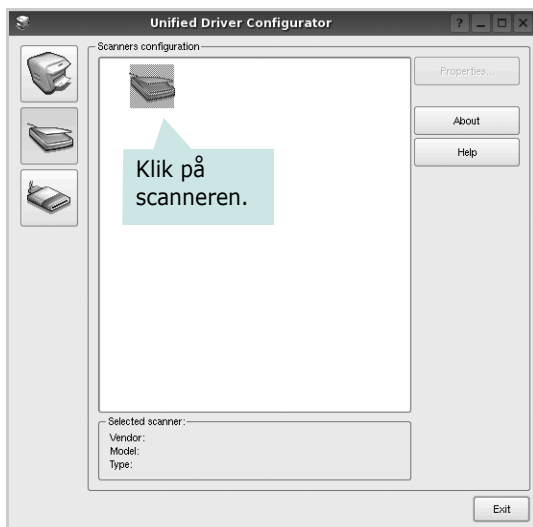 Unified Driver Configurator
Scanners configuration
Properties...
About
Help
Klik på
scanneren.
Selected scanner:
Vendor:
Model:
Type:
Exit